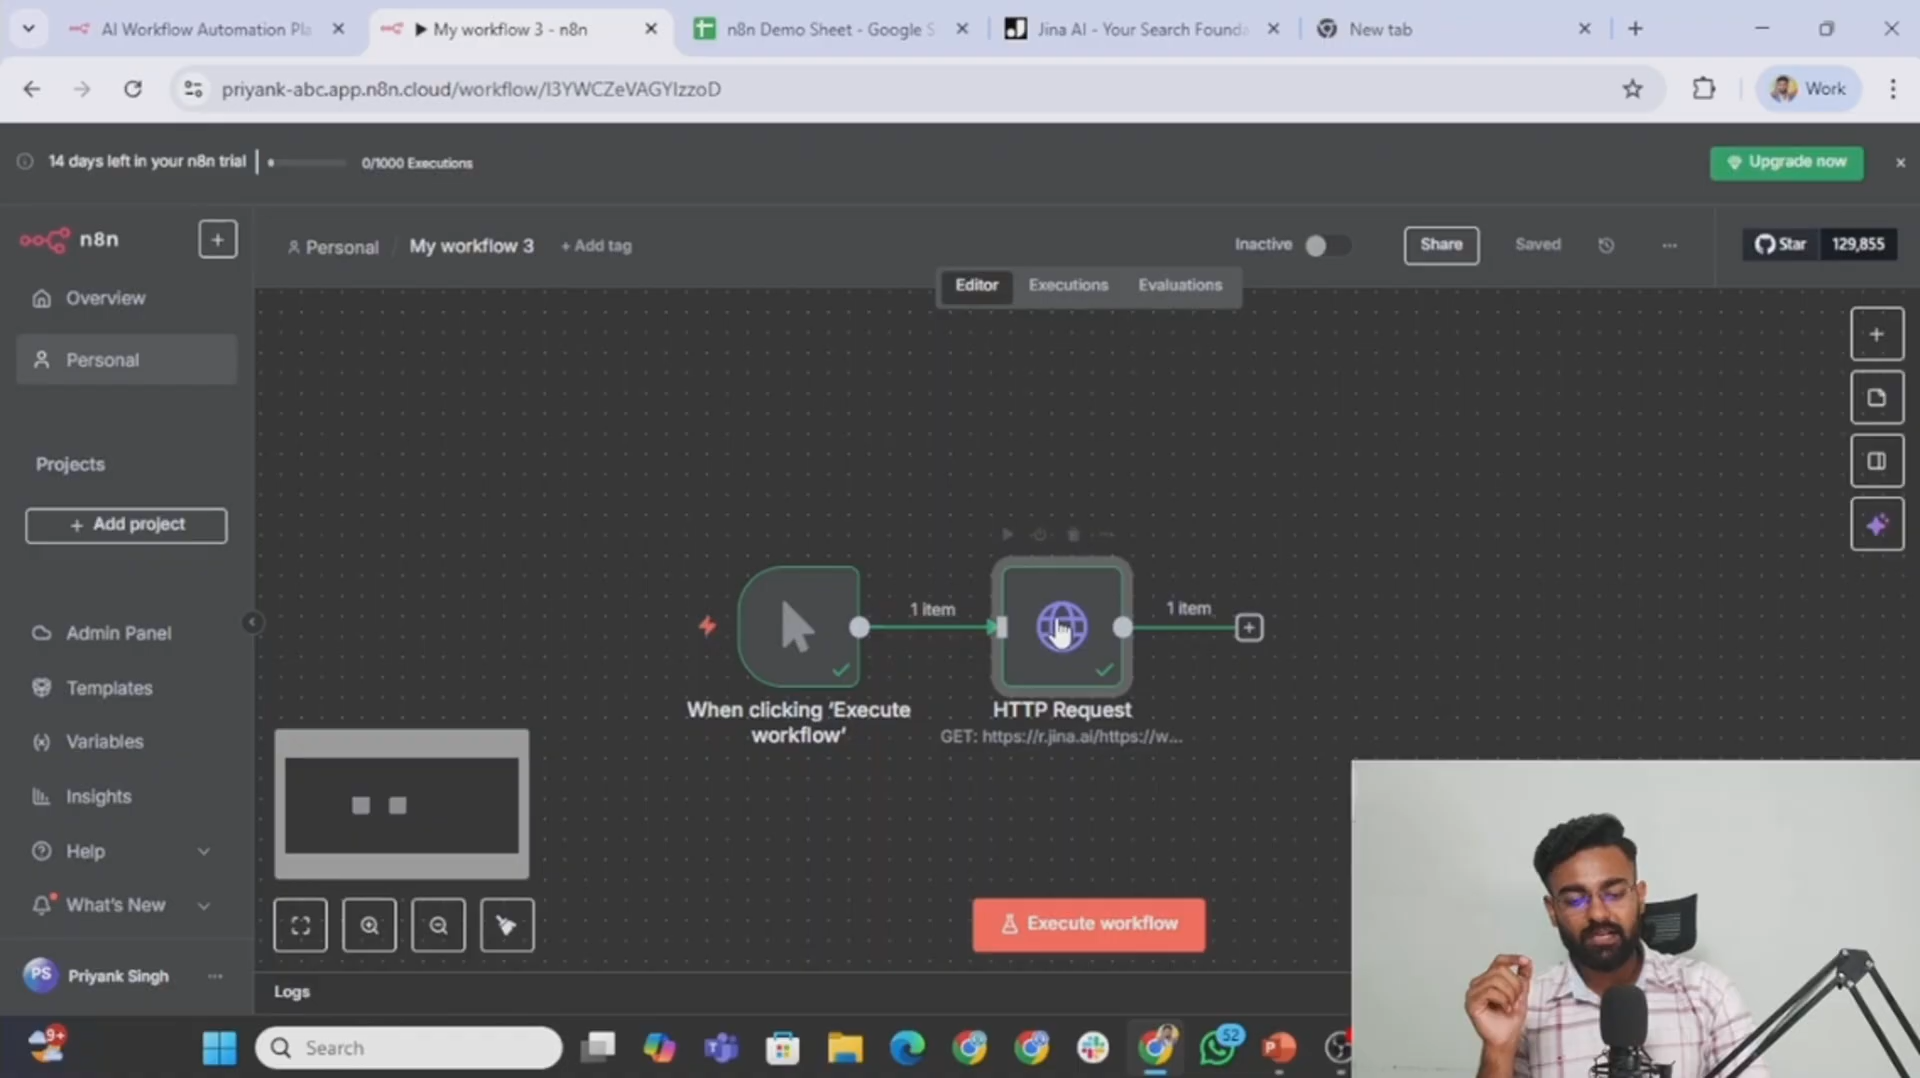 AI Workflow Automation Pla
My workflow 3 - n8n
n8n Demo Sheet - Google S
Jina AI - Your Search Founda
New tab
priyank-abc.app.n8n.cloud/workflow/I3YWCZeVAGYIzzoD
Work
14 days left in your n8n trial
0/1000 Executions
Upgrade now
n8n
Personal / My workflow 3 + Add tag
Inactive
Share
Saved
Star 129,855
Editor
Executions
Evaluations
Overview
Personal
Projects
+ Add project
1 item
1 item
When clicking ‘Execute
workflow’
HTTP Request
GET: https://r.jina.ai/https://w...
Admin Panel
Templates
Variables
Insights
Help
What’s New
Execute workflow
PS
Priyank Singh
Logs
9+
Search
52